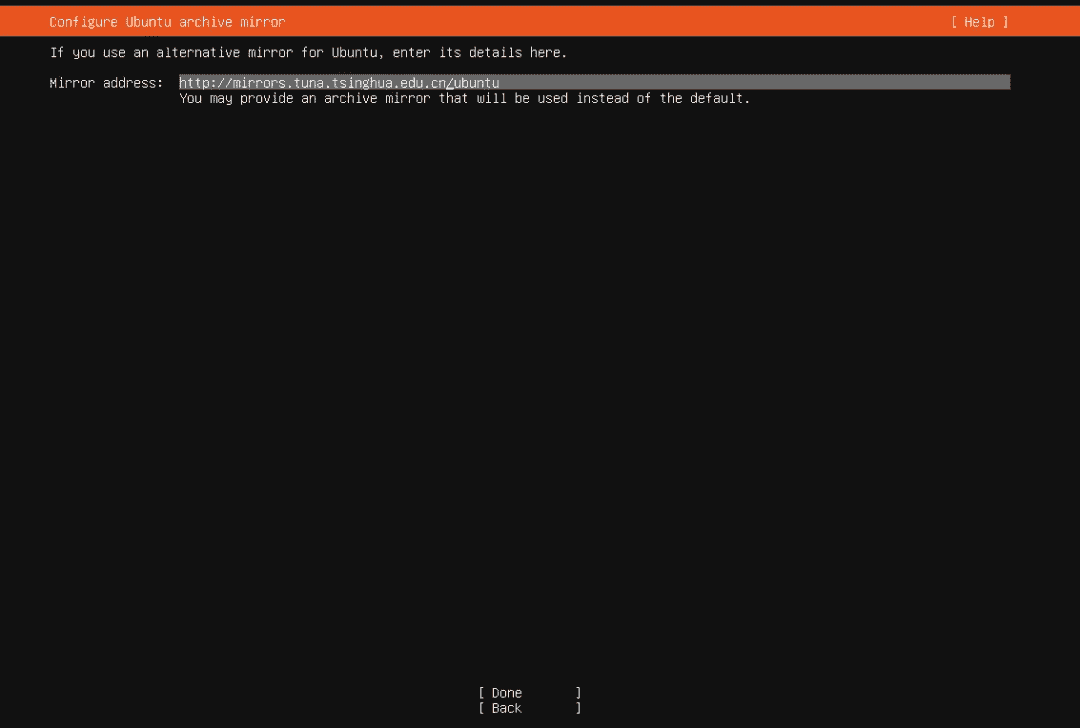 Configure Ubuntu archive mirror [ Help ]
If you use an alternative mirror for Ubuntu, enter its details here.
Mirror address: http://mirrors.tuna.tsinghua.edu.cn/ubuntu
You may provide an archive mirror that will be used instead of the default.
[ Done ]
[ Back ]